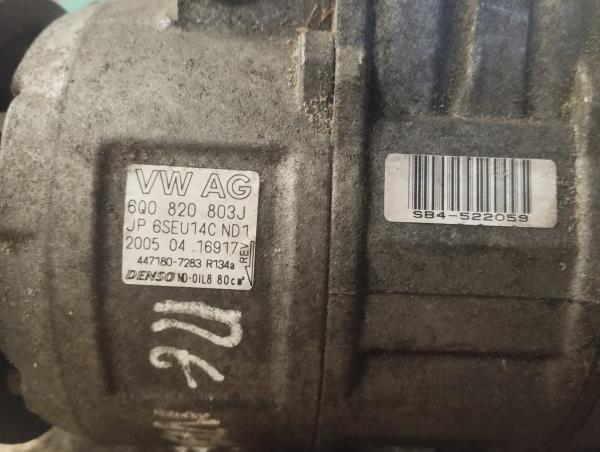 VW AG
6Q0 820 803J
JP 6SEU14C ND1
2005 04 16917
REV
447180-7283 R134a
DENSO ND-OIL8 80cm³
SB4-522059